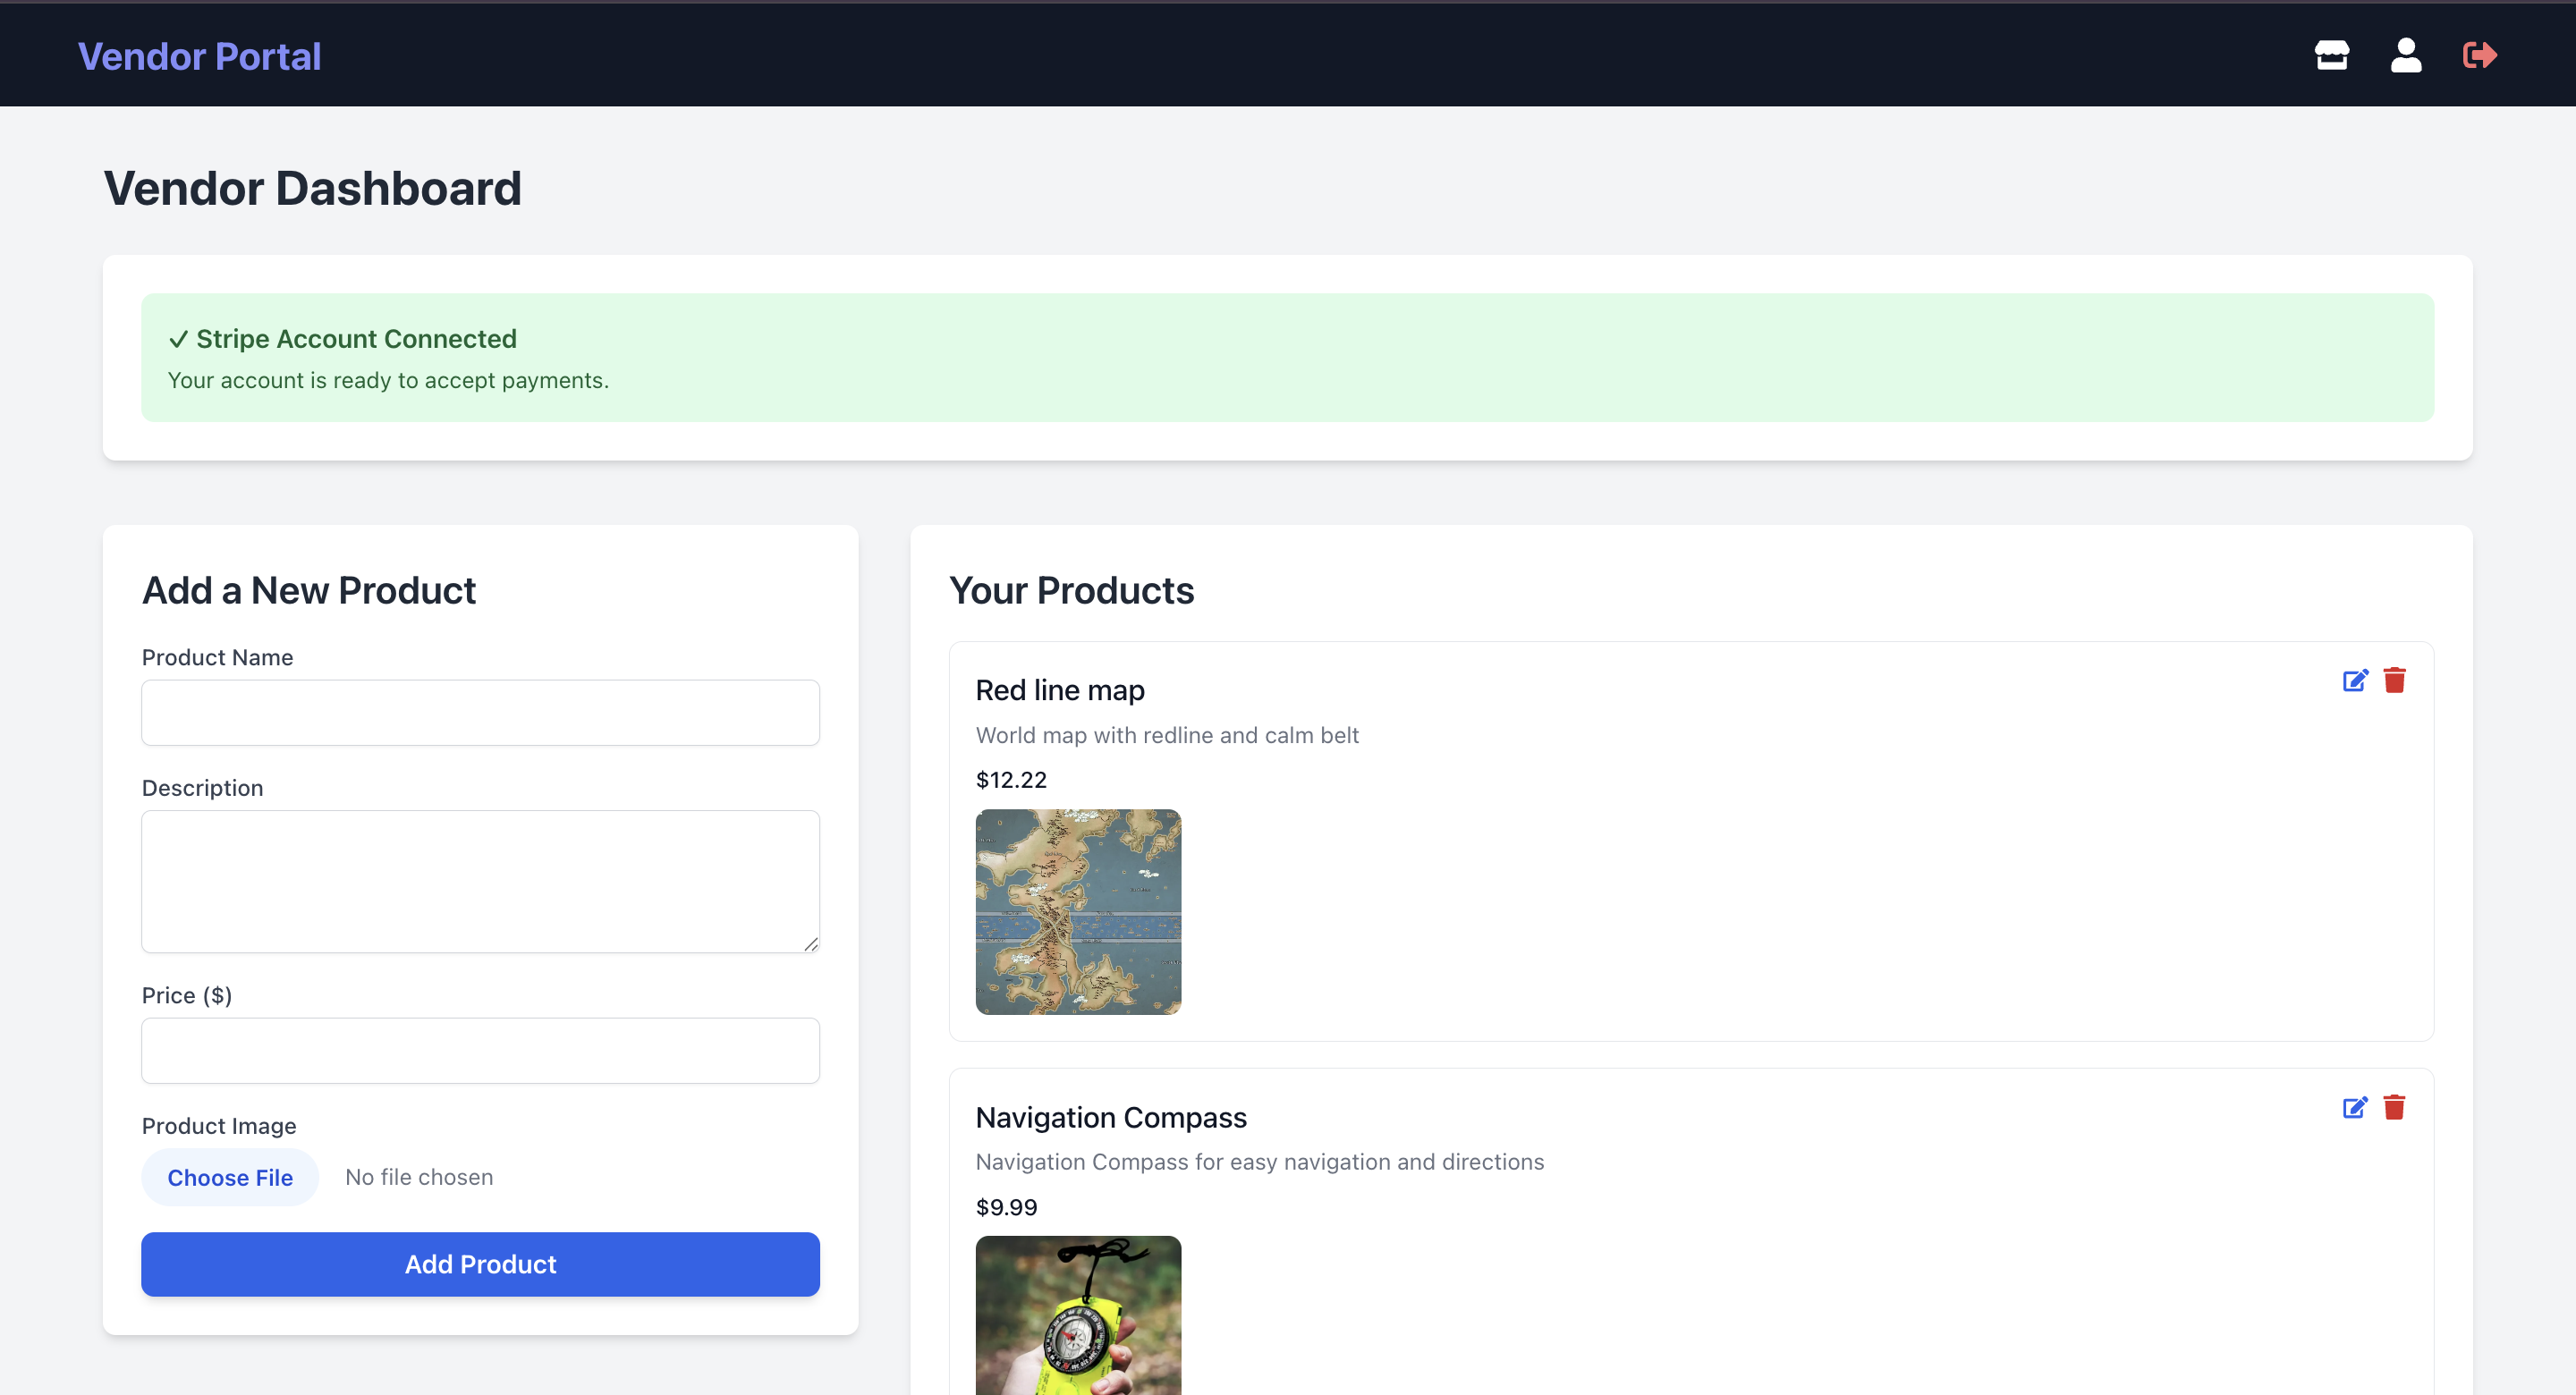 Vendor Portal
Vendor Dashboard
✓ Stripe Account Connected
Your account is ready to accept payments.
Add a New Product
Product Name
Description
Price ($)
Product Image
Choose File No file chosen
Add Product
Your Products
Red line map
World map with redline and calm belt
$12.22
Navigation Compass
Navigation Compass for easy navigation and directions
$9.99